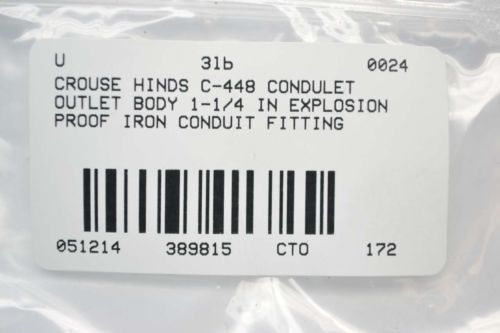 U 31b 0024
CROUSE HINDS C-448 CONDULET
OUTLET BODY 1-1/4 IN EXPLOSION
PROOF IRON CONDUIT FITTING
051214 389815 CTO 172